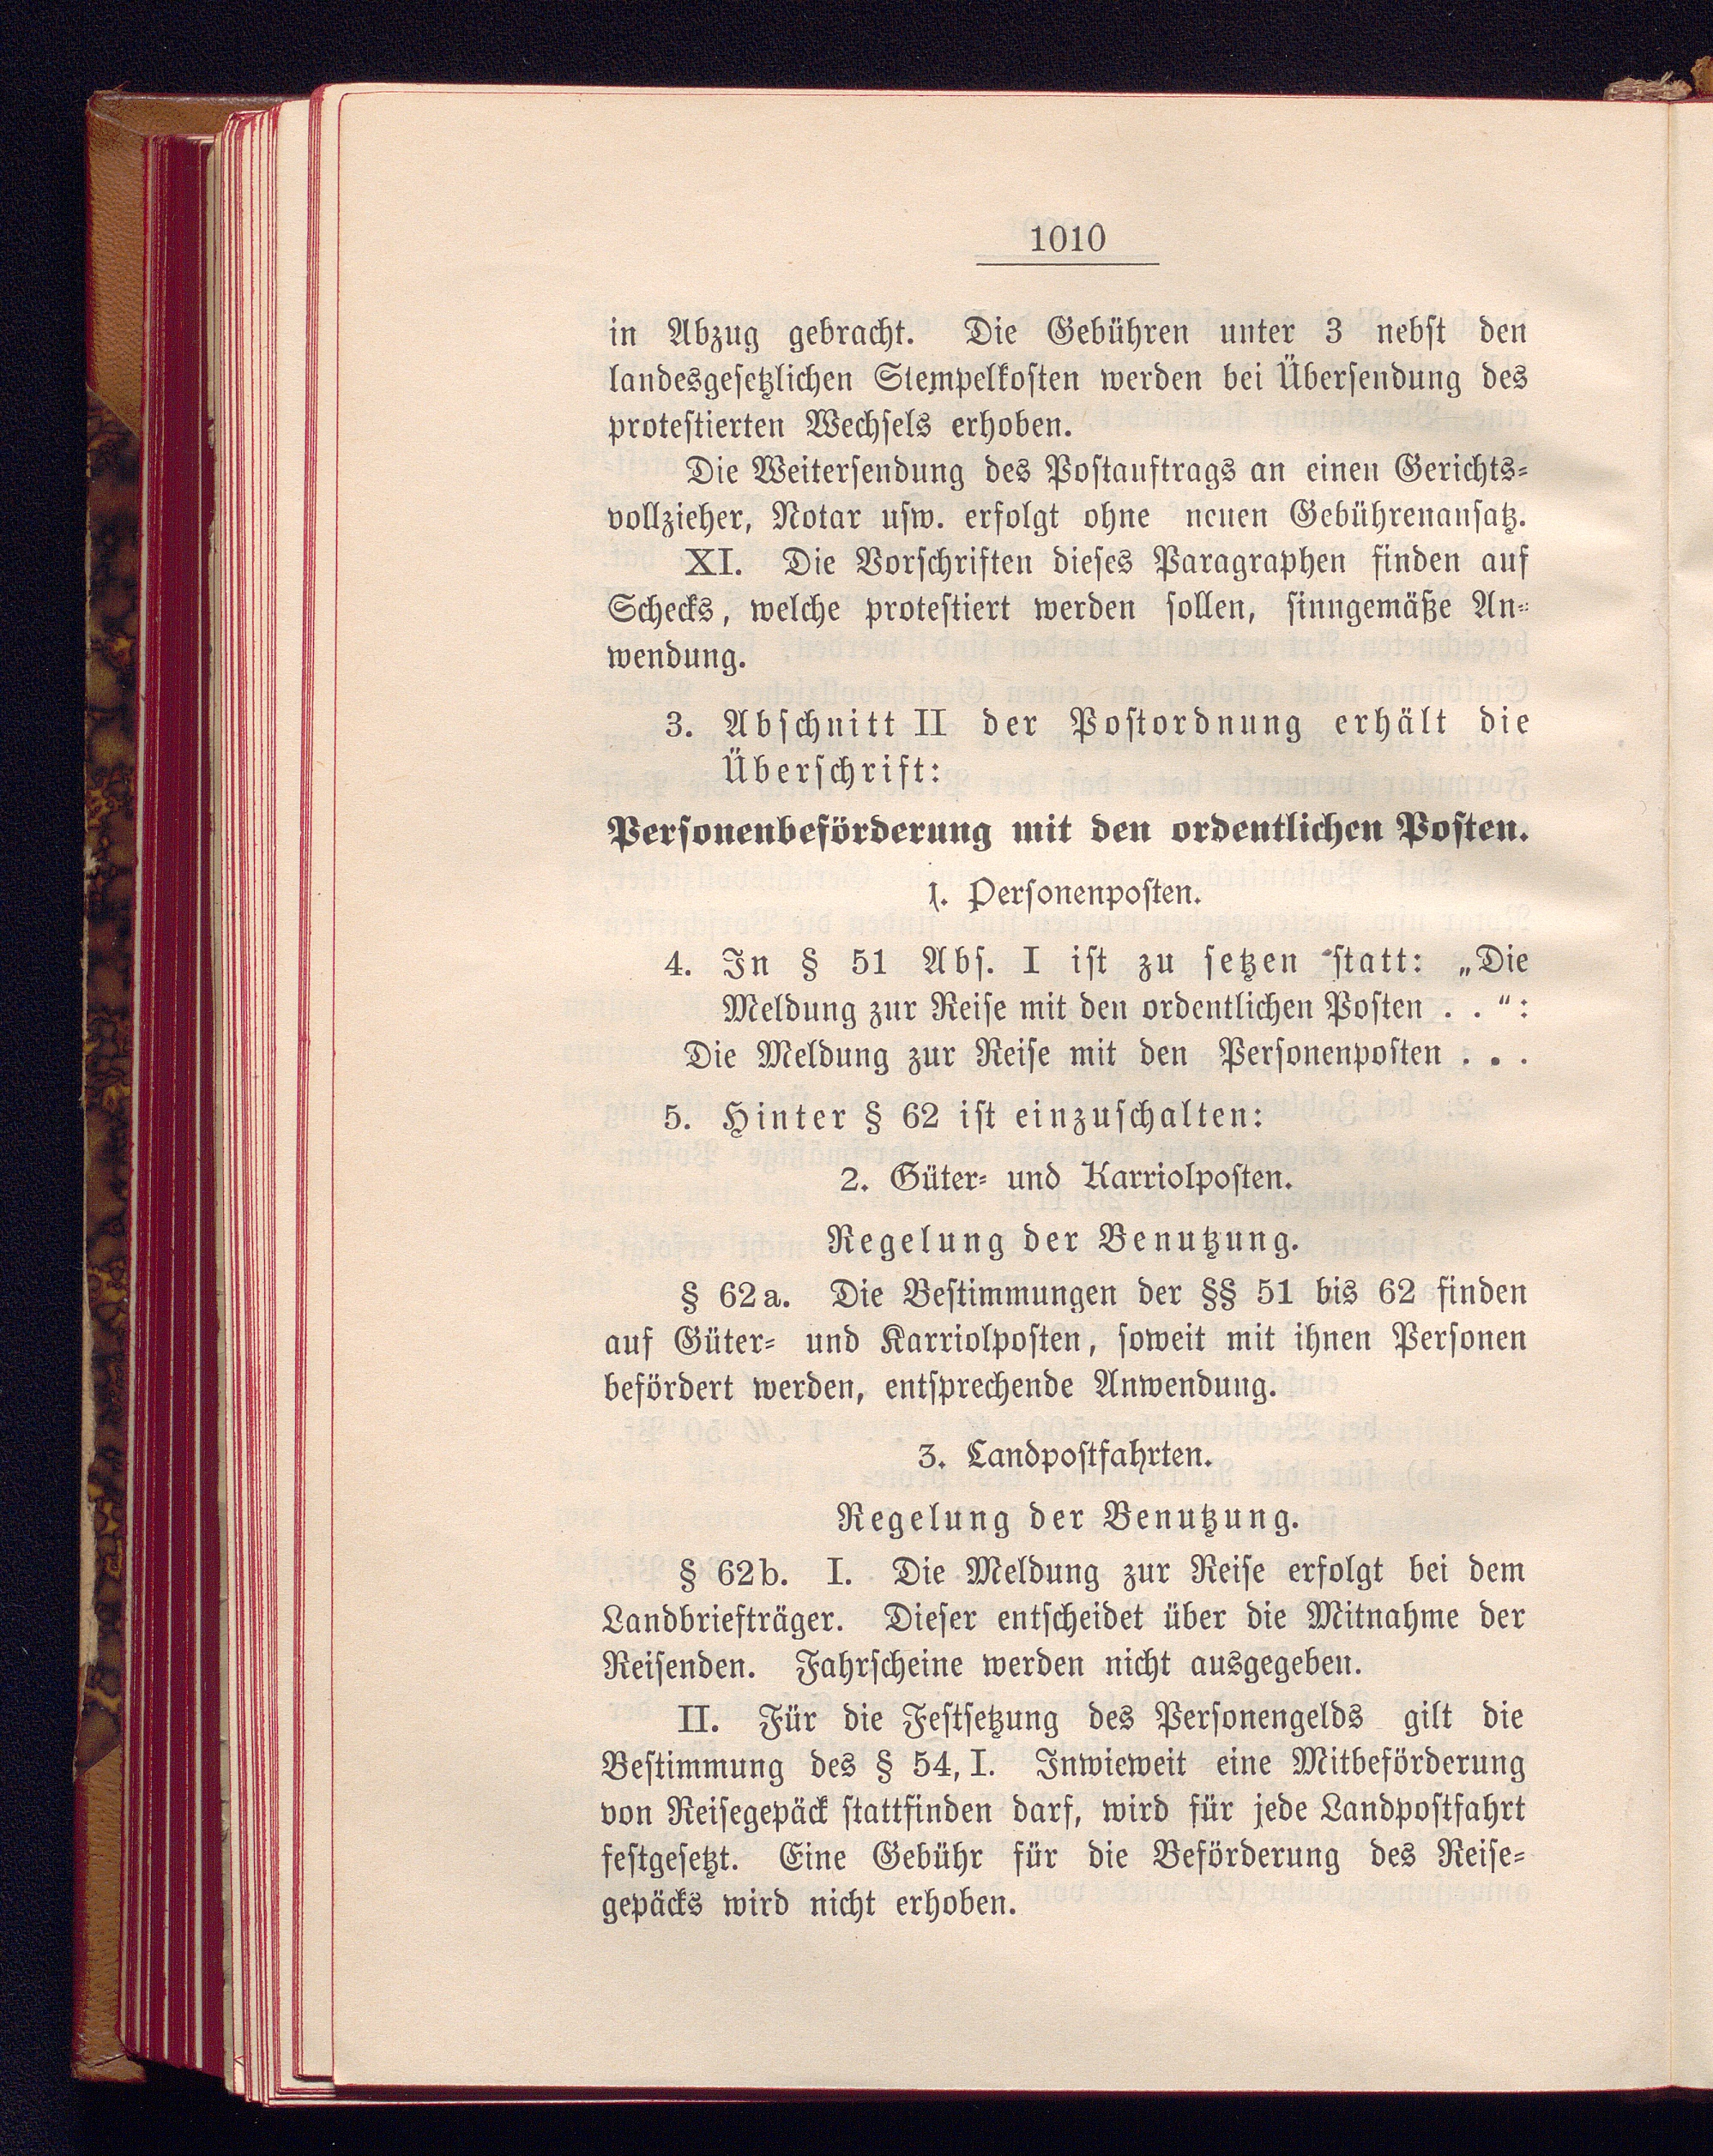 1010
in Abzug gebracht. Die Gebühren unter 3 nebst den
landesgesetzlichen Stempelkosten werden bei Übersendung des
protestierten Wechsels erhoben.
Die Weitersendung des Postauftrags an einen Gerichts-
vollzieher, Notar usw. erfolgt ohne neuen Gebührenansatz.
XI. Die Vorschriften dieses Paragraphen finden auf
Schecks, welche protestiert werden sollen, sinngemäße An-
wendung.
3. Abschnitt II der Postordnung erhält die
Überschrift:
Personenbeförderung mit den ordentlichen Posten.
1. Personenposten.
4. In § 51 Abs. I ist zu setzen statt: „Die
Meldung zur Reise mit den ordentlichen Posten . . “:
Die Meldung zur Reise mit den Personenposten . . .
5. Hinter § 62 ist einzuschalten:
2. Güter- und Karriolposten.
Regelung der Benutzung.
§ 62a. Die Bestimmungen der §§ 51 bis 62 finden
auf Güter- und Karriolposten, soweit mit ihnen Personen
befördert werden, entsprechende Anwendung.
3. Landpostfahrten.
Regelung der Benutzung.
§ 62b. I. Die Meldung zur Reise erfolgt bei dem
Landbriefträger. Dieser entscheidet über die Mitnahme der
Reisenden. Fahrscheine werden nicht ausgegeben.
II. Für die Festsetzung des Personengelds gilt die
Bestimmung des § 54, I. Inwieweit eine Mitbeförderung
von Reisegepäck stattfinden darf, wird für jede Landpostfahrt
festgesetzt. Eine Gebühr für die Beförderung des Reise-
gepäcks wird nicht erhoben.